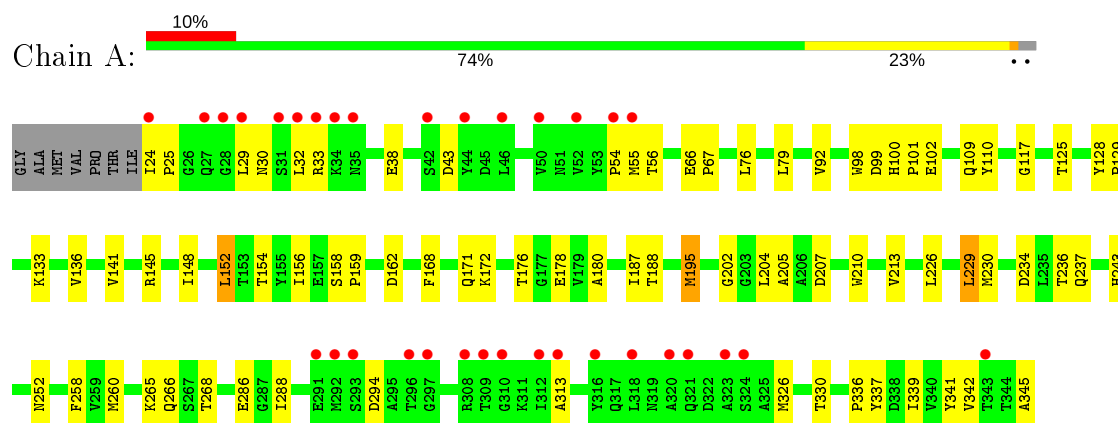 10%
Chain A:
74%
23%
GLY ALA MET VAL PRO THR ILE I24 P25 G26 Q27 G28 L29 N30 S31 L32 R33 K34 N35 E38 S42 D43 Y44 D45 L46 V50 N51 V52 Y53 P54 M55 T56 E66 P67 L76 L79 V92 W98 D99 H100 P101 E102 Q109 Y110 G117 T125 Y128
K133 V136 V141 R145 I148 L152 T153 T154 Y155 I156 E157 S158 P159 D162 F168 Q171 K172 T176 G177 E178 V179 A180 I187 T188 M195 G202 G203 L204 A205 A206 D207 W210 V213 L226 L229 M230 D234 L235 T236 Q237 H243
N252 F258 V259 M260 K265 Q266 S267 T268 E286 G287 I288 E291 M292 S293 D294 A295 T296 G297 R308 T309 G310 K311 I312 A313 Y316 Q317 L318 N319 A320 Q321 D322 A323 S324 A325 M326 T330 P336 Y337 D338 I339 V340 Y341 V342 T343 T344 A345